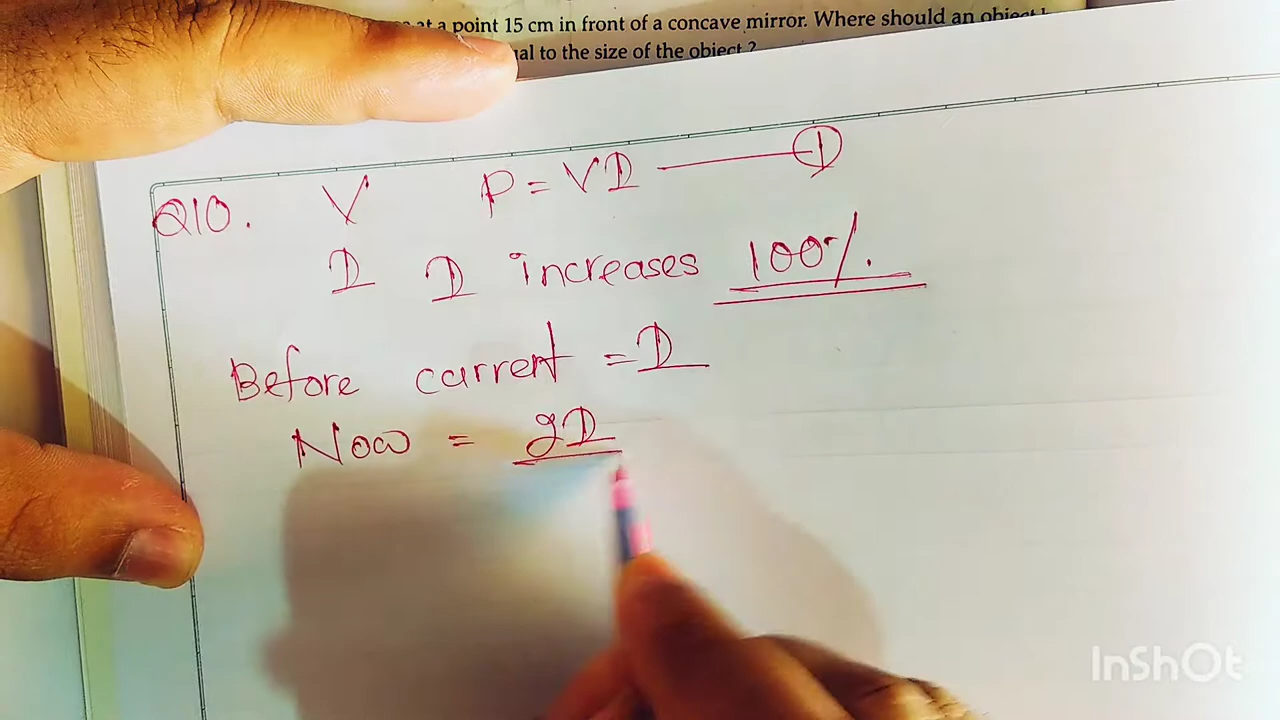 at a point 15 cm in front of a concave mirror. Where should an object
al to the size of the object ?
Q10. V P = VI ——— 1
I I increases 100%.
Before current = I
Now = 2I
InShOt